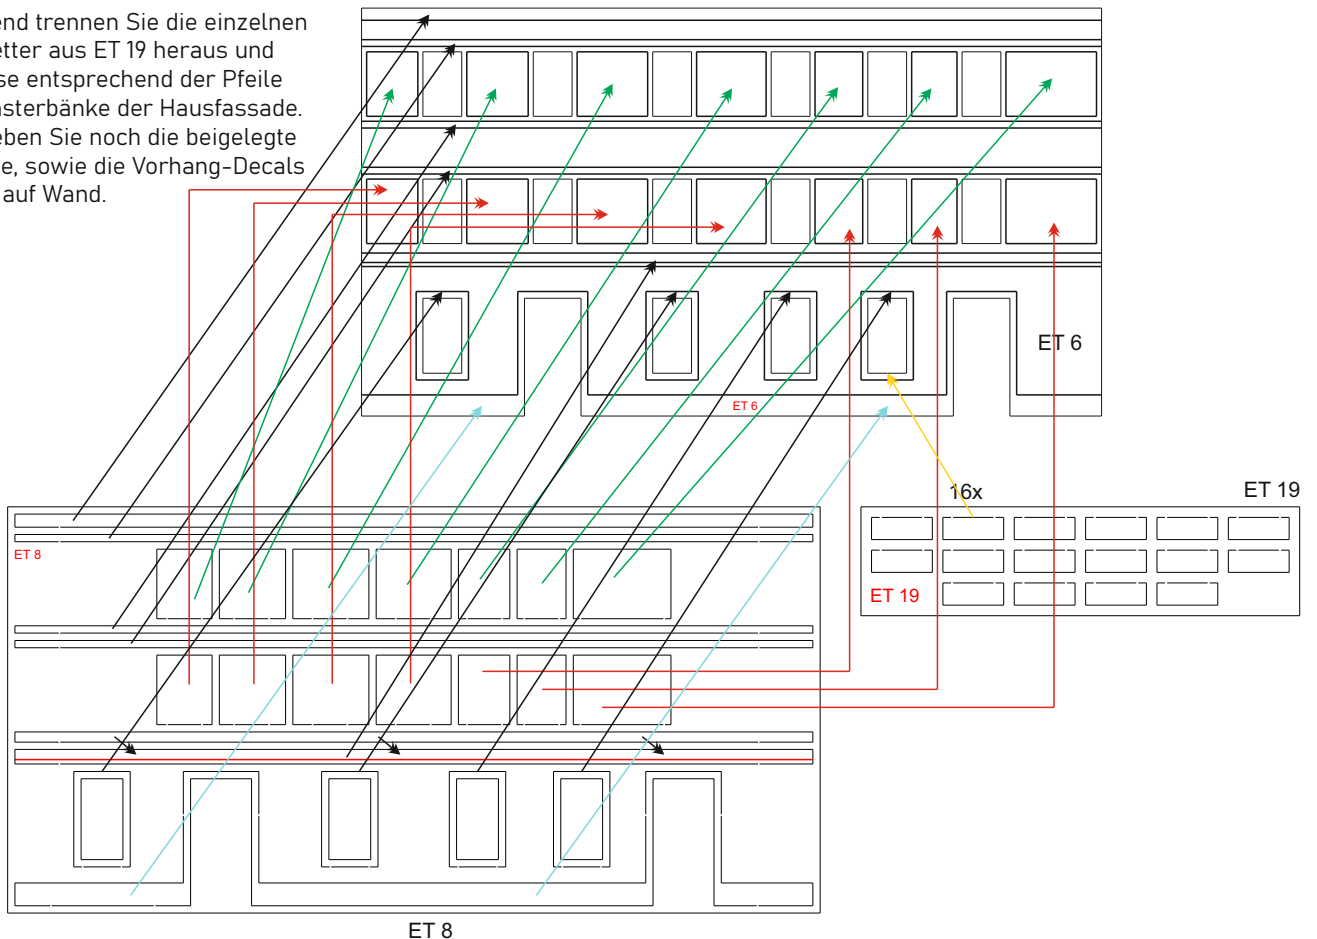 end trennen Sie die einzelnen
etter aus ET 19 heraus und
se entsprechend der Pfeile
nsterbänke der Hausfassade.
eben Sie noch die beigelegte
e, sowie die Vorhang-Decals
auf Wand.
ET 6
ET 6
16x
ET 19
ET 8
ET 19
ET 8